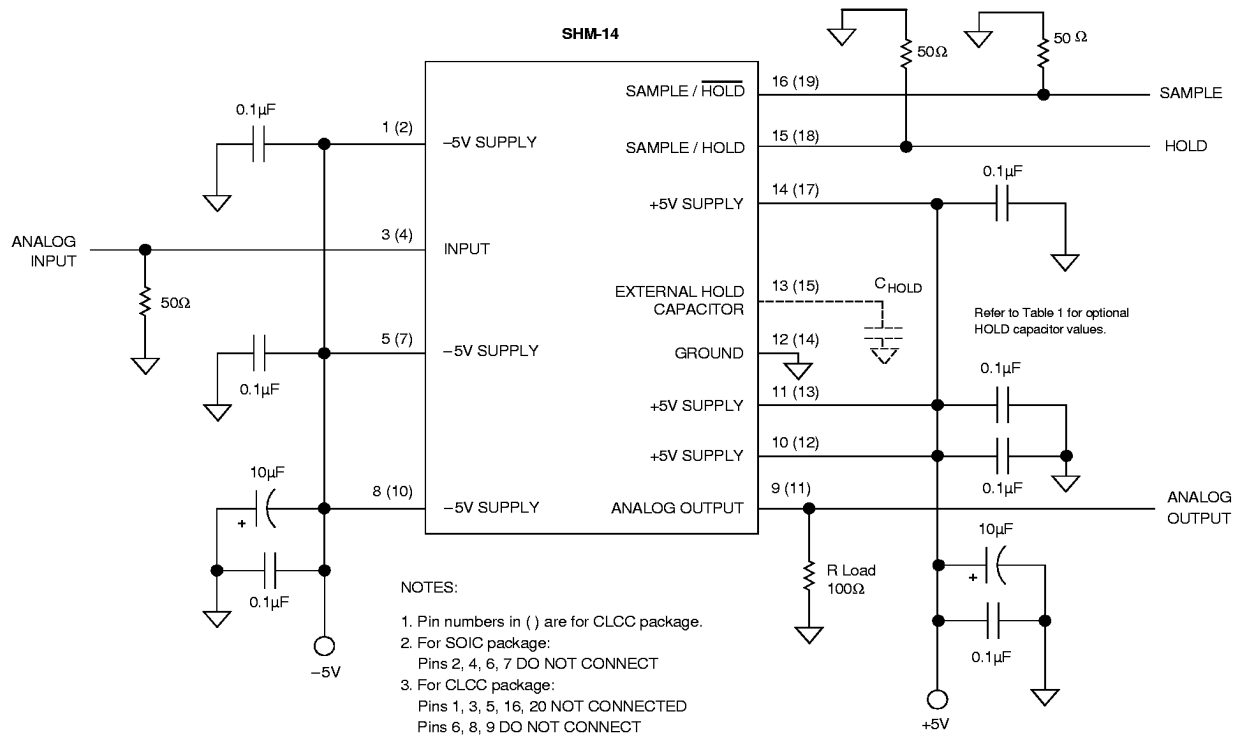 SHM-14
50Ω
50 Ω
0.1µF
1 (2)
−5V SUPPLY
SAMPLE / HOLD
16 (19)
SAMPLE
SAMPLE / HOLD
15 (18)
HOLD
+5V SUPPLY
14 (17)
0.1µF
ANALOG
INPUT
3 (4)
INPUT
50Ω
EXTERNAL HOLD
CAPACITOR
13 (15)
CHOLD
Refer to Table 1 for optional
HOLD capacitor values.
5 (7)
−5V SUPPLY
0.1µF
GROUND
12 (14)
+5V SUPPLY
11 (13)
0.1µF
+5V SUPPLY
10 (12)
0.1µF
10µF
+
8 (10)
−5V SUPPLY
0.1µF
−5V
ANALOG OUTPUT
9 (11)
ANALOG
OUTPUT
R Load
100Ω
10µF
+
0.1µF
+5V
NOTES:
1. Pin numbers in ( ) are for CLCC package.
2. For SOIC package:
Pins 2, 4, 6, 7 DO NOT CONNECT
3. For CLCC package:
Pins 1, 3, 5, 16, 20 NOT CONNECTED
Pins 6, 8, 9 DO NOT CONNECT